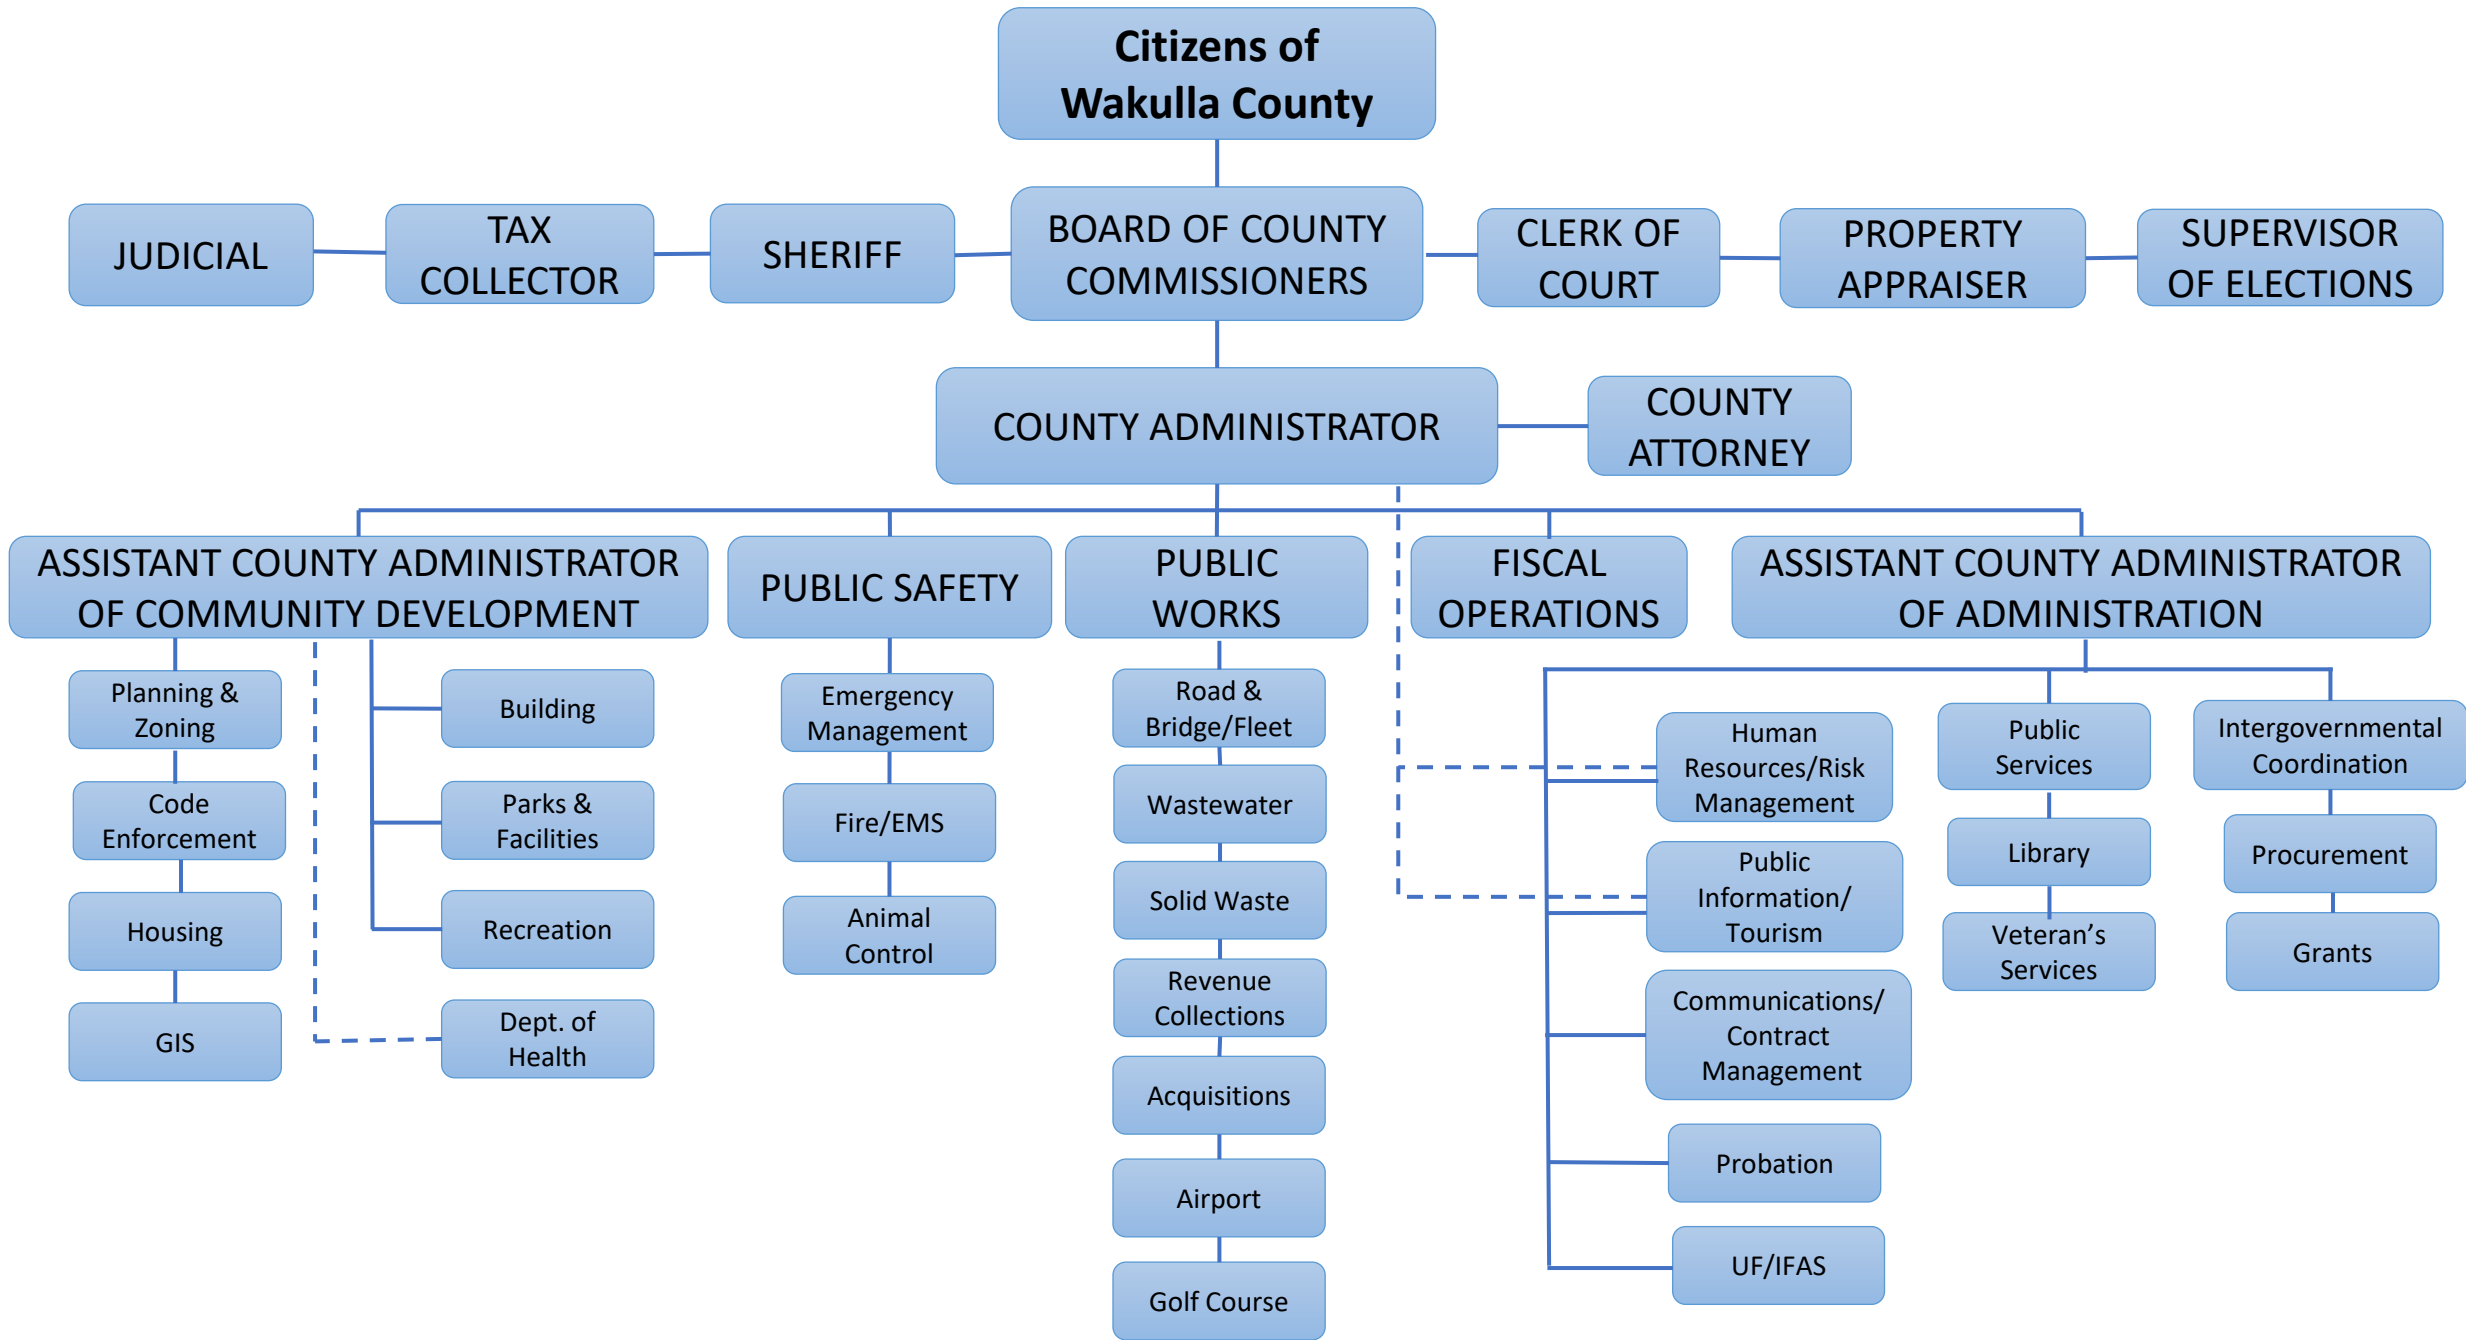 Citizens of
Wakulla County
JUDICIAL
TAX
COLLECTOR
SHERIFF
BOARD OF COUNTY
COMMISSIONERS
CLERK OF
COURT
PROPERTY
APPRAISER
SUPERVISOR
OF ELECTIONS
COUNTY ADMINISTRATOR
COUNTY
ATTORNEY
ASSISTANT COUNTY ADMINISTRATOR
OF COMMUNITY DEVELOPMENT
PUBLIC SAFETY
PUBLIC
WORKS
FISCAL
OPERATIONS
ASSISTANT COUNTY ADMINISTRATOR
OF ADMINISTRATION
Planning &
Zoning
Code
Enforcement
Housing
GIS
Building
Parks &
Facilities
Recreation
Dept. of
Health
Emergency
Management
Fire/EMS
Animal
Control
Road &
Bridge/Fleet
Wastewater
Solid Waste
Revenue
Collections
Acquisitions
Airport
Golf Course
Human
Resources/Risk
Management
Public
Information/
Tourism
Communications/
Contract
Management
Probation
UF/IFAS
Public
Services
Library
Veteran’s
Services
Intergovernmental
Coordination
Procurement
Grants